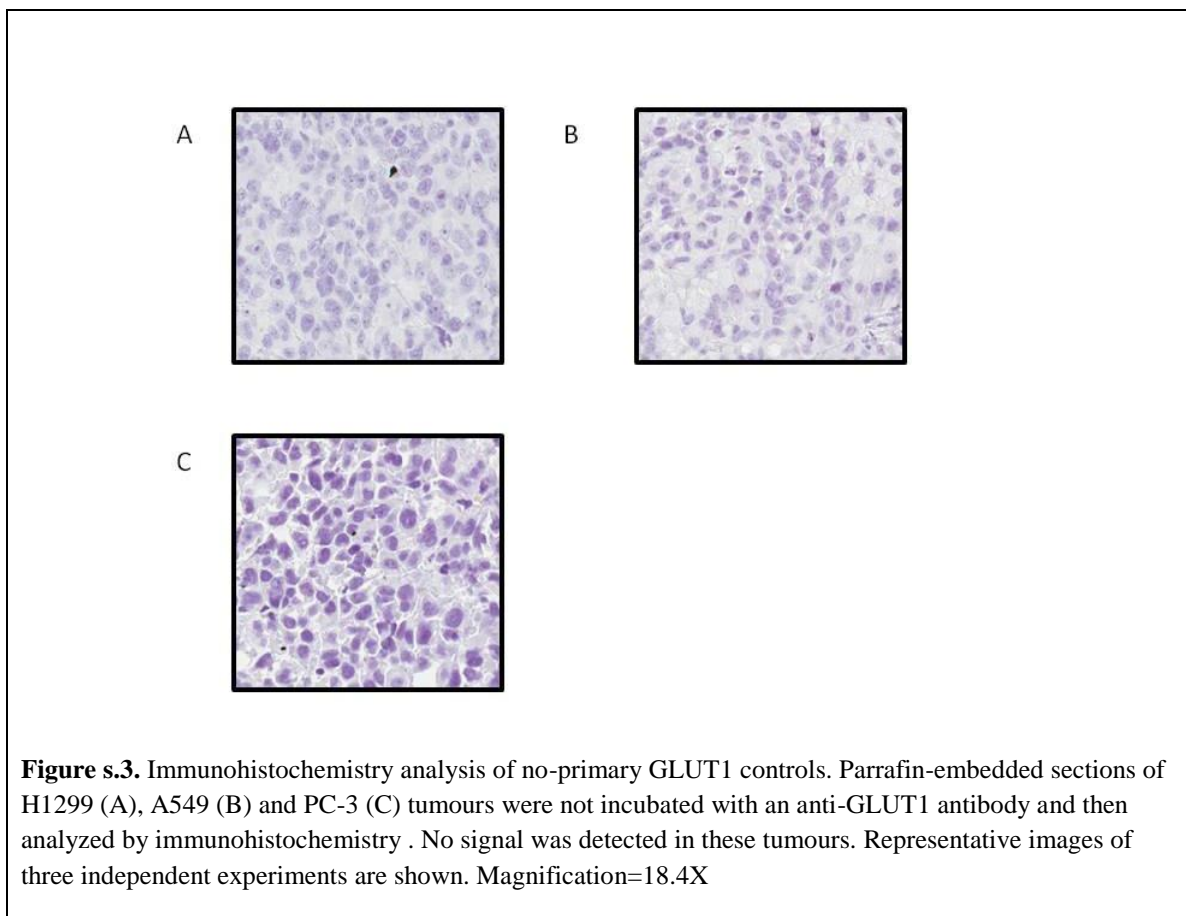 A
B
C
Figure s.3. Immunohistochemistry analysis of no-primary GLUT1 controls. Parrafin-embedded sections of
H1299 (A), A549 (B) and PC-3 (C) tumours were not incubated with an anti-GLUT1 antibody and then
analyzed by immunohistochemistry . No signal was detected in these tumours. Representative images of
three independent experiments are shown. Magnification=18.4X